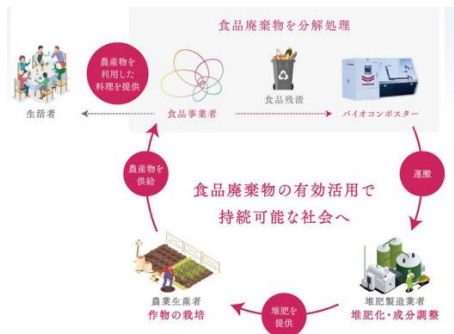 食品廃棄物を分解処理
農産物を
利用した
料理を提供
生活者
食品事業者
食品残渣
バイオコンポスター
農産物を
供給
運搬
食品廃棄物の有効活用で
持続可能な社会へ
農業生産者
作物の栽培
堆肥を
提供
堆肥製造業者
堆肥化・成分調整